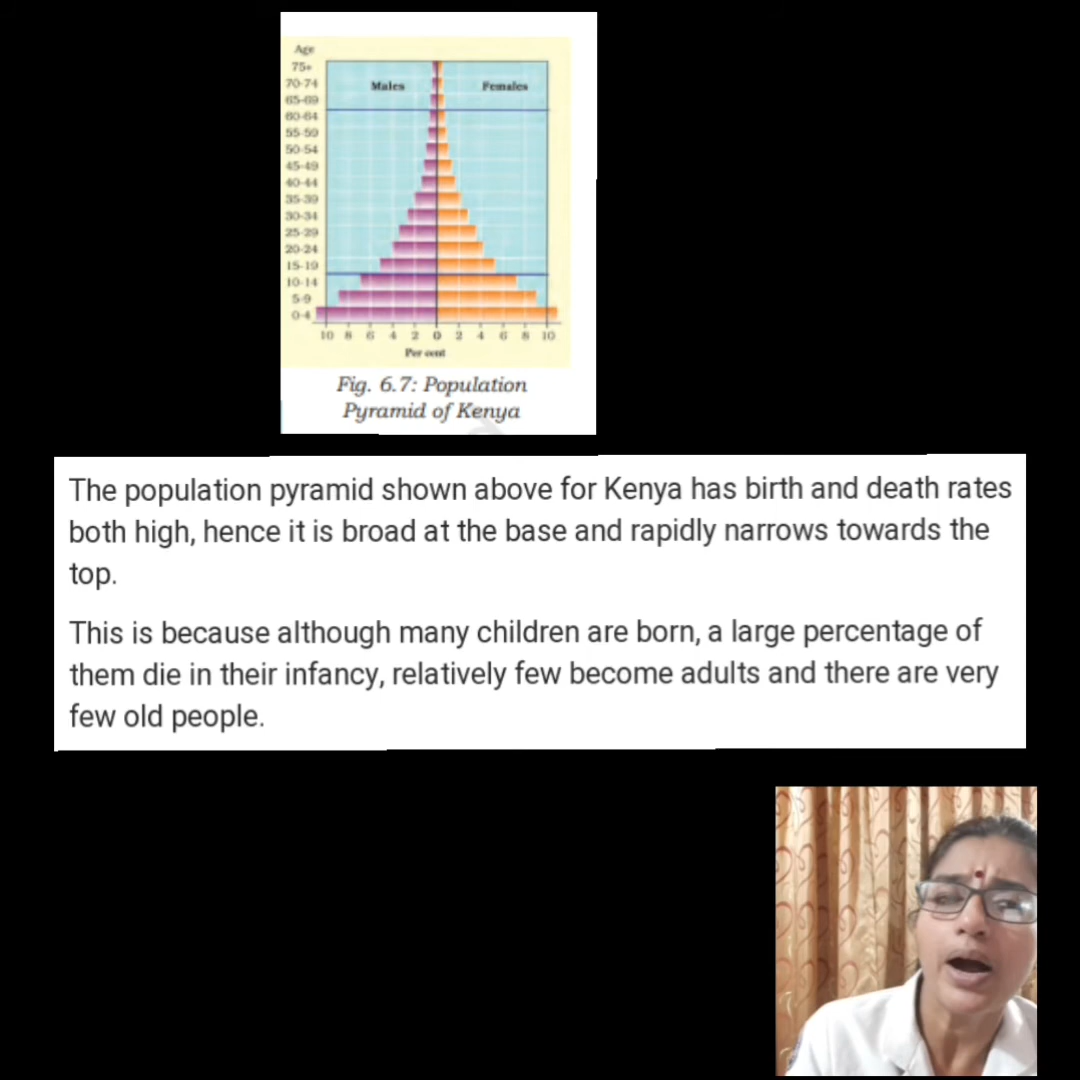 Age
75+
70-74
Males
Females
65-69
60-64
55-59
50-54
45-49
40-44
35-39
30-34
25-29
20-24
15-19
10-14
5-9
0-4
10 8 6 4 2 0 2 4 6 8 10
Per cent
Fig. 6.7: Population
Pyramid of Kenya
The population pyramid shown above for Kenya has birth and death rates
both high, hence it is broad at the base and rapidly narrows towards the
top.
This is because although many children are born, a large percentage of
them die in their infancy, relatively few become adults and there are very
few old people.